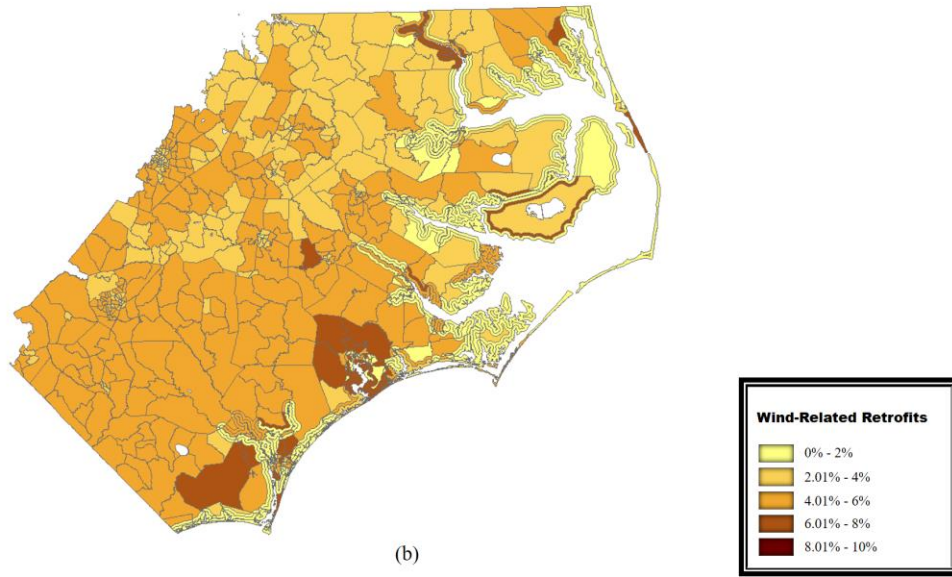 Wind-Related Retrofits
0% - 2%
2.01% - 4%
4.01% - 6%
6.01% - 8%
8.01% - 10%
(b)